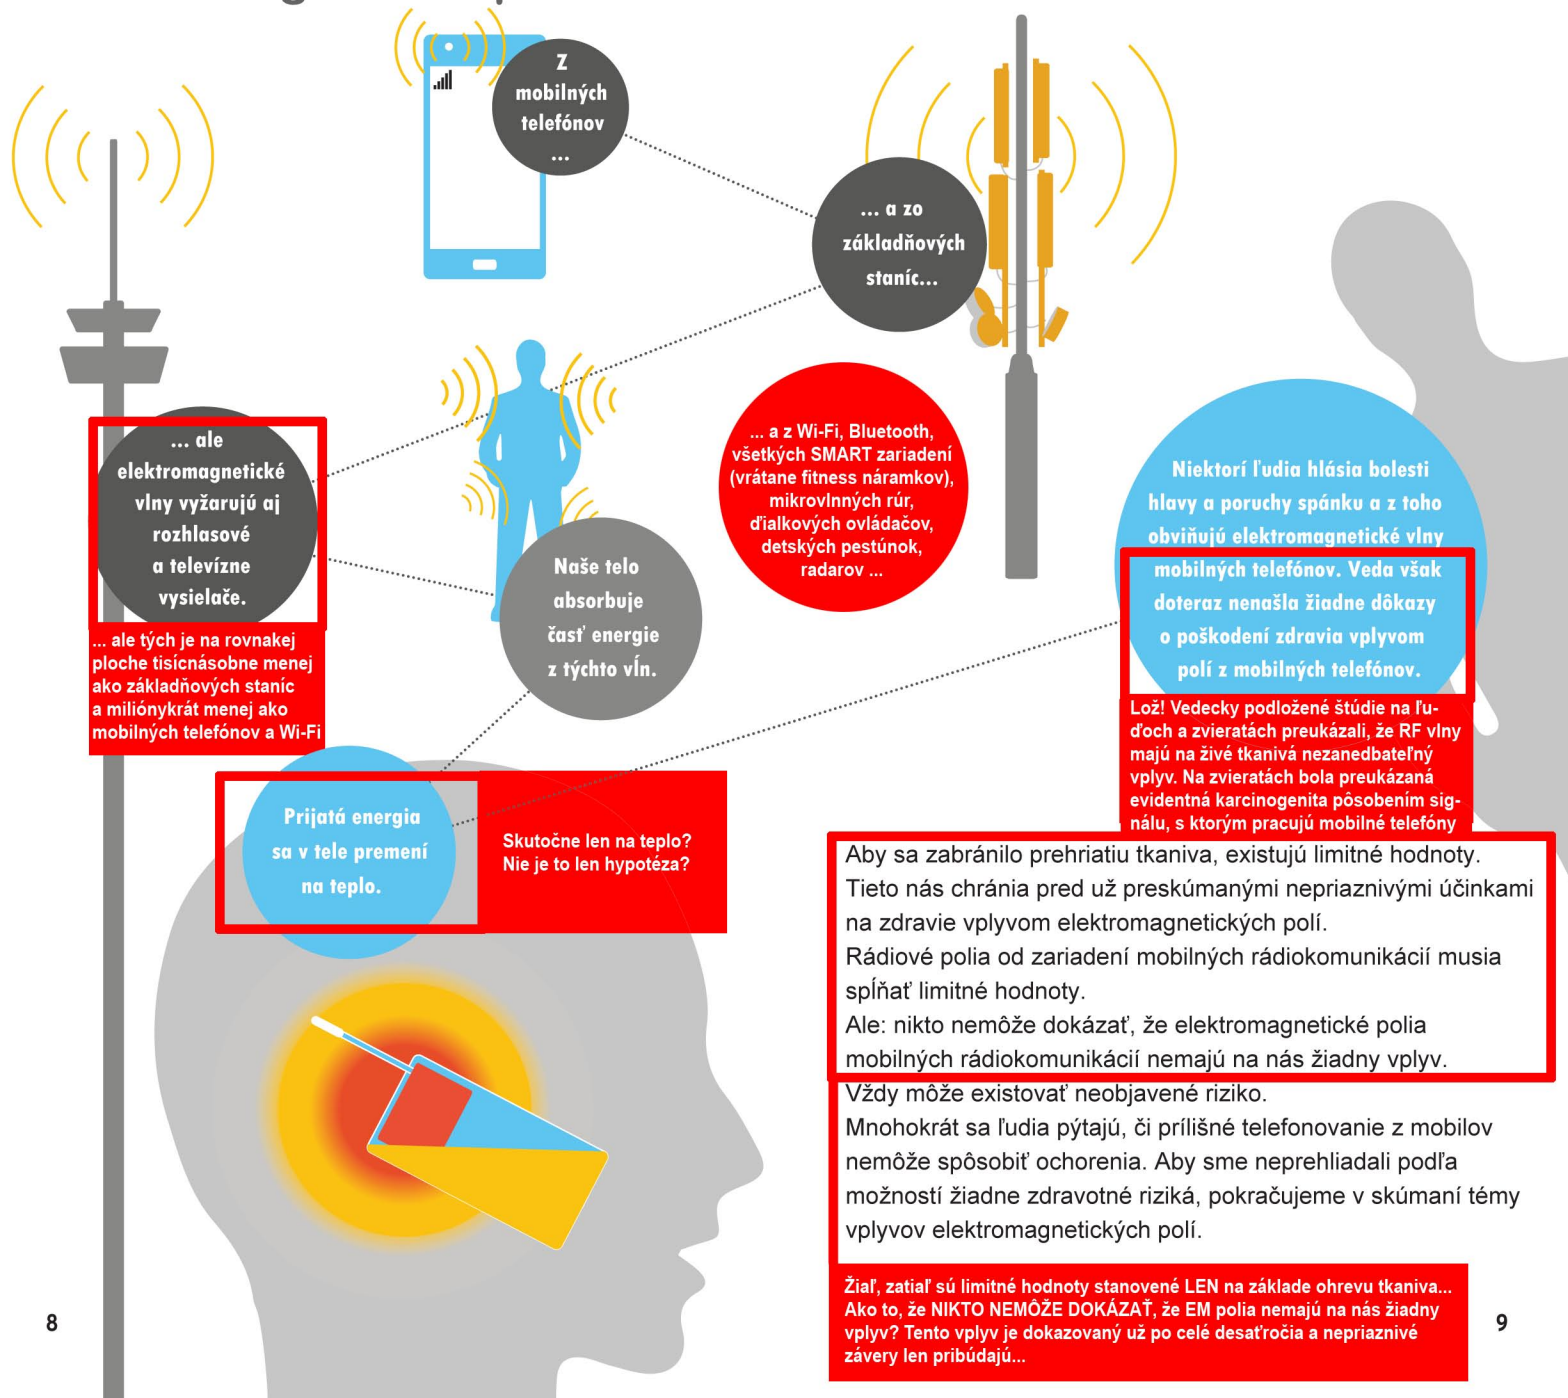 Z
mobilných
telefónov
...
... a zo
základňových
staníc...
... ale
elektromagnetické
vlny vyžarujú aj
rozhlasové
a televízne
vysielače.
... ale tých je na rovnakej
ploche tisícnásobne menej
ako základňových staníc
a miliónykrát menej ako
mobilných telefónov a Wi-Fi
... a z Wi-Fi, Bluetooth,
všetkých SMART zariadení
(vrátane fitness náramkov),
mikrovlnných rúr,
ďialkových ovládačov,
detských pestúnok,
radarov ...
Naše telo
absorbuje
časť energie
z týchto vĺn.
Prijatá energia
sa v tele premení
na teplo.
Skutočne len na teplo?
Nie je to len hypotéza?
Niektorí ľudia hlásia bolesti
hlavy a poruchy spánku a z toho
obviňujú elektromagnetické vlny
mobilných telefónov. Veda však
doteraz nenašla žiadne dôkazy
o poškodení zdravia vplyvom
polí z mobilných telefónov.
Lož! Vedecky podložené štúdie na ľu-
ďoch a zvieratách preukázali, že RF vlny
majú na živé tkanivá nezanedbateľný
vplyv. Na zvieratách bola preukázaná
evidentná karcinogenita pôsobením sig-
nálu, s ktorým pracujú mobilné telefóny
Aby sa zabránilo prehriatiu tkaniva, existujú limitné hodnoty.
Tieto nás chránia pred už preskúmanými nepriaznivými účinkami
na zdravie vplyvom elektromagnetických polí.
Rádiové polia od zariadení mobilných rádiokomunikácií musia
spĺňať limitné hodnoty.
Ale: nikto nemôže dokázať, že elektromagnetické polia
mobilných rádiokomunikácií nemajú na nás žiadny vplyv.
Vždy môže existovať neobjavené riziko.
Mnohokrát sa ľudia pýtajú, či prílišné telefonovanie z mobilov
nemôže spôsobiť ochorenia. Aby sme neprehliadali podľa
možností žiadne zdravotné riziká, pokračujeme v skúmaní témy
vplyvov elektromagnetických polí.
Žiaľ, zatiaľ sú limitné hodnoty stanovené LEN na základe ohrevu tkaniva...
Ako to, že NIKTO NEMÔŽE DOKÁZAŤ, že EM polia nemajú na nás žiadny
vplyv? Tento vplyv je dokazovaný už po celé desaťročia a nepriaznivé
závery len pribúdajú...
8
9